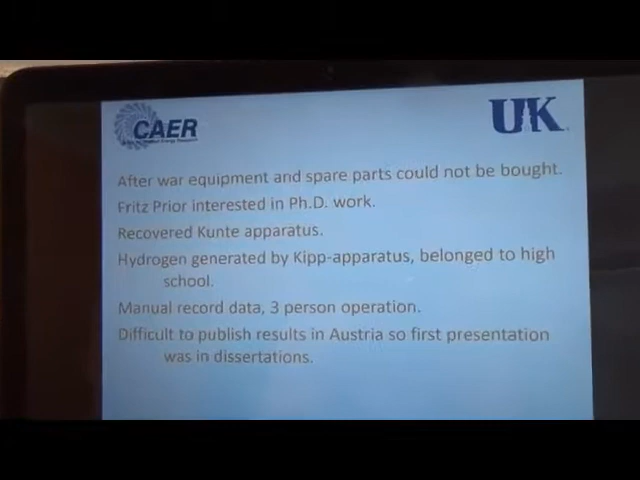 CAER
UK
After war equipment and spare parts could not be bought.
Fritz Prior interested in Ph.D. work.
Recovered Kunte apparatus.
Hydrogen generated by Kipp-apparatus, belonged to high
school.
Manual record data, 3 person operation.
Difficult to publish results in Austria so first presentation
was in dissertations.